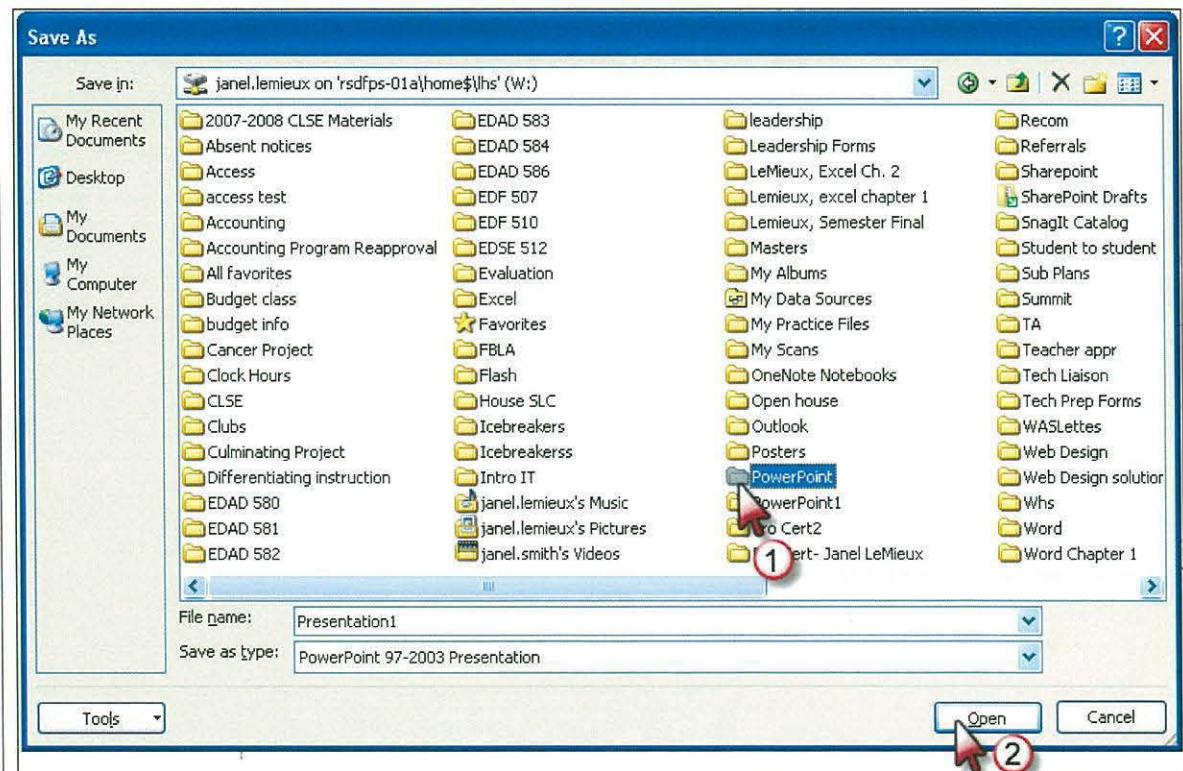 Save As
Save in:
janel.lemieux on 'rsdfps-01a\home$\lhs' (W:)
My Recent
Documents
Desktop
My
Documents
My
Computer
My Network
Places
2007-2008 CLSE Materials
Absent notices
Access
access test
Accounting
Accounting Program Reapproval
All favorites
Budget class
budget info
Cancer Project
Clock Hours
CLSE
Clubs
Culminating Project
Differentiating instruction
EDAD 580
EDAD 581
EDAD 582
EDAD 583
EDAD 584
EDAD 586
EDF 507
EDF 510
EDSE 512
Evaluation
Excel
Favorites
FBLA
Flash
House SLC
Icebreakers
Icebreakerss
Intro IT
janel.lemieux's Music
janel.lemieux's Pictures
janel.smith's Videos
leadership
Leadership Forms
LeMieux, Excel Ch. 2
Lemieux, excel chapter 1
Lemieux, Semester Final
Masters
My Albums
My Data Sources
My Practice Files
My Scans
OneNote Notebooks
Open house
Outlook
Posters
PowerPoint
PowerPoint1
Cert2
Janel LeMieux
1
Recom
Referrals
Sharepoint
SharePoint Drafts
SnagIt Catalog
Student to student
Sub Plans
Summit
TA
Teacher appr
Tech Liaison
Tech Prep Forms
WASLettes
Web Design
Web Design solution
Whs
Word
Word Chapter 1
File name:
Presentation1
Save as type:
PowerPoint 97-2003 Presentation
Tools
Open
Cancel
2